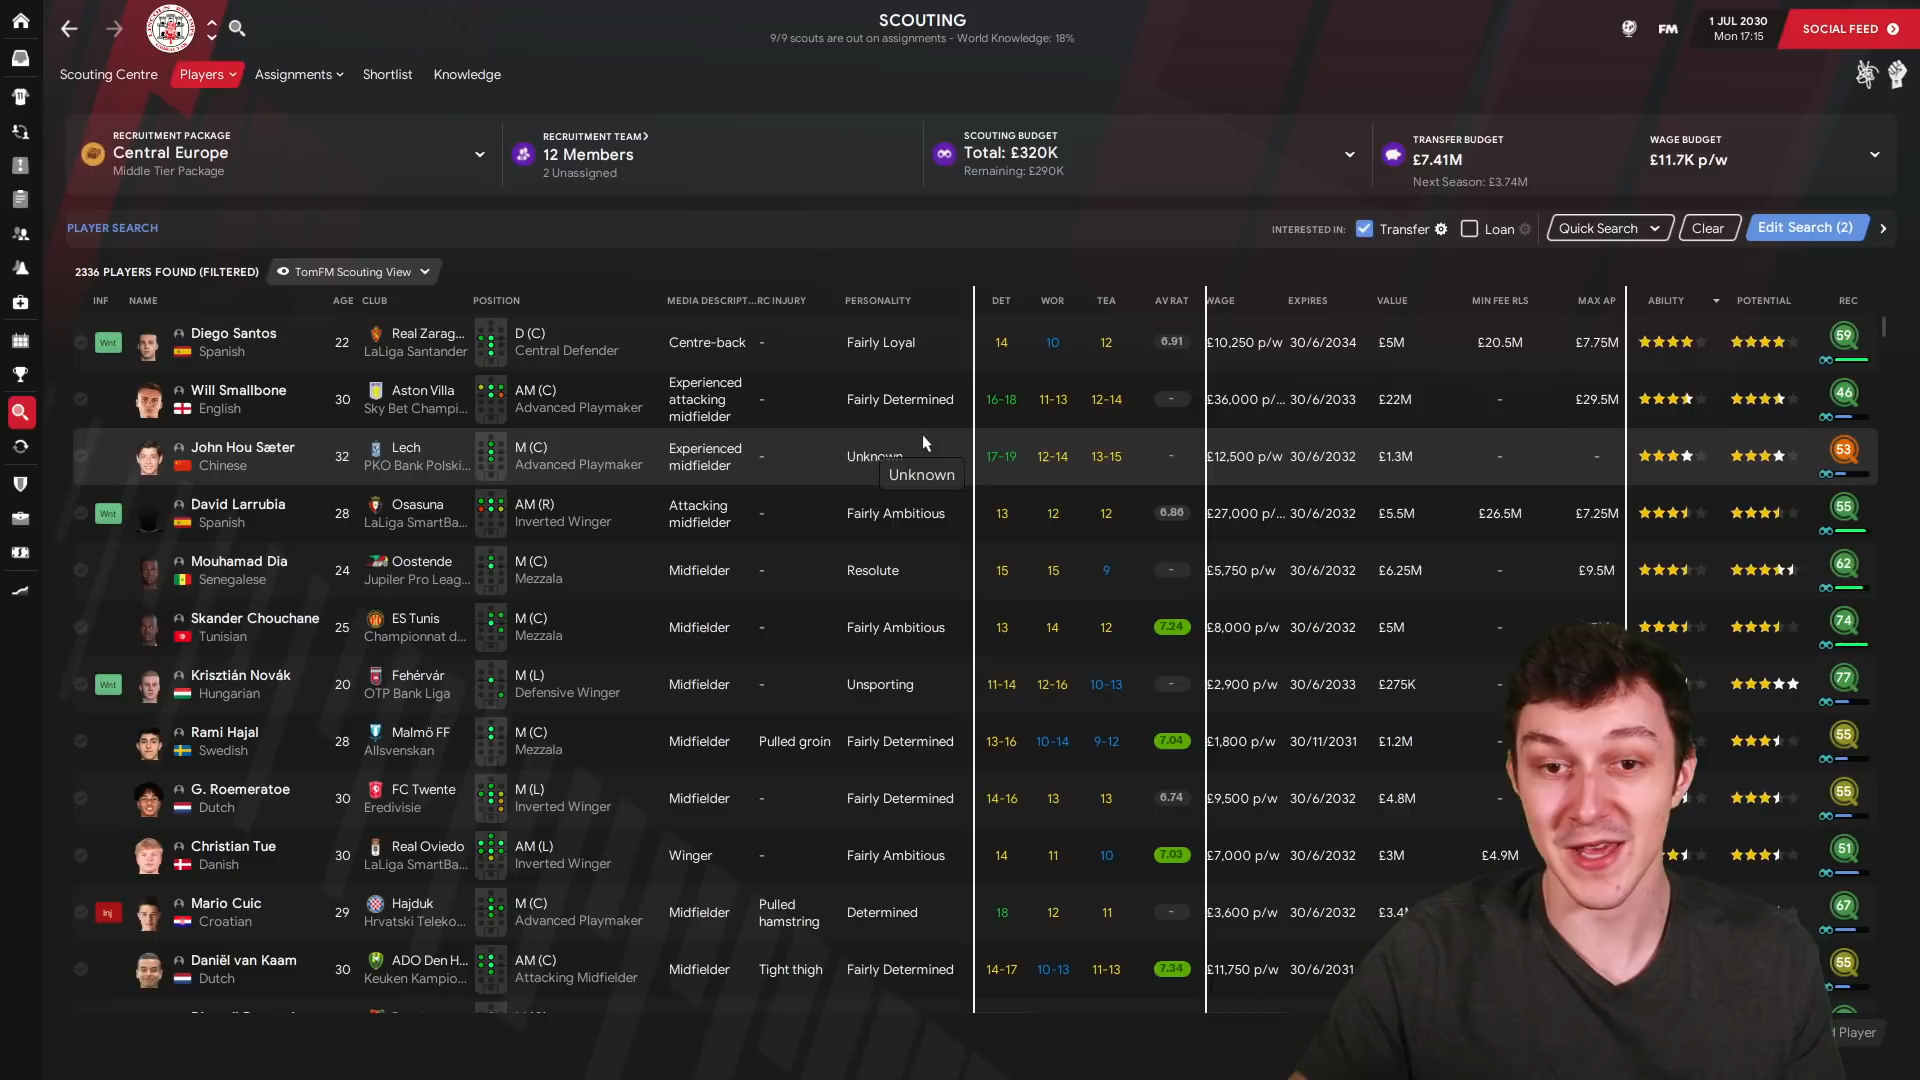 SCOUTING
9/9 scouts are out on assignments - World Knowledge: 18%
FM
1 JUL 2030
Mon 17:15
SOCIAL FEED
Scouting Centre Players Assignments Shortlist Knowledge
RECRUITMENT PACKAGE
Central Europe
Middle Tier Package
RECRUITMENT TEAM
12 Members
2 Unassigned
SCOUTING BUDGET
Total: £320K
Remaining: £290K
TRANSFER BUDGET
£7.41M
Next Season: £3.74M
WAGE BUDGET
£11.7K p/w
PLAYER SEARCH
INTERESTED IN: Transfer Loan Quick Search Clear Edit Search (2)
2336 PLAYERS FOUND (FILTERED) TomFM Scouting View
INF NAME AGE CLUB POSITION MEDIA DESCRIPT...RC INJURY PERSONALITY DET WOR TEA AV RAT WAGE EXPIRES VALUE MIN FEE RLS MAX AP ABILITY POTENTIAL REC
Wnt Diego Santos 22 Real Zarag... D (C) Centre-back - Fairly Loyal 14 10 12 6.91 £10,250 p/w 30/6/2034 £5M £20.5M £7.75M 59
Spanish LaLiga Santander Central Defender
Will Smallbone 30 Aston Villa AM (C) Experienced attacking midfielder - Fairly Determined 16-18 11-13 12-14 - £36,000 p/... 30/6/2033 £22M - £29.5M 46
English Sky Bet Champi... Advanced Playmaker
John Hou Sæter 32 Lech M (C) Experienced midfielder - Unknown 17-19 12-14 13-15 - £12,500 p/w 30/6/2032 £1.3M - - 53
Chinese PKO Bank Polski... Advanced Playmaker
Unknown
Wnt David Larrubia 28 Osasuna AM (R) Attacking midfielder - Fairly Ambitious 13 12 12 6.86 £27,000 p/... 30/6/2032 £5.5M £26.5M £7.25M 55
Spanish LaLiga SmartBa... Inverted Winger
Mouhamad Dia 24 Oostende M (C) Midfielder - Resolute 15 15 9 - £5,750 p/w 30/6/2032 £6.25M - £9.5M 62
Senegalese Jupiler Pro Leag... Mezzala
Skander Chouchane 25 ES Tunis M (C) Midfielder - Fairly Ambitious 13 14 12 7.24 £8,000 p/w 30/6/2032 £5M - 74
Tunisian Championnat d... Mezzala
Wnt Krisztián Novák 20 Fehérvár M (L) Midfielder - Unsporting 11-14 12-16 10-13 - £2,900 p/w 30/6/2033 £275K - 77
Hungarian OTP Bank Liga Defensive Winger
Rami Hajal 28 Malmö FF M (C) Midfielder Pulled groin Fairly Determined 13-16 10-14 9-12 7.04 £1,800 p/w 30/11/2031 £1.2M - 55
Swedish Allsvenskan Mezzala
G. Roemeratoe 30 FC Twente M (L) Midfielder - Fairly Determined 14-16 13 13 6.74 £9,500 p/w 30/6/2032 £4.8M - 55
Dutch Eredivisie Inverted Winger
Christian Tue 30 Real Oviedo AM (L) Winger - Fairly Ambitious 14 11 10 7.03 £7,000 p/w 30/6/2032 £3M £4.9M 51
Danish LaLiga SmartBa... Inverted Winger
Inj Mario Cuic 29 Hajduk M (C) Midfielder Pulled hamstring Determined 18 12 11 - £3,600 p/w 30/6/2032 £3.4M 67
Croatian Hrvatski Teleko... Advanced Playmaker
Daniël van Kaam 30 ADO Den H... AM (C) Midfielder Tight thigh Fairly Determined 14-17 10-13 11-13 7.34 £11,750 p/w 30/6/2031 55
Dutch Keuken Kampio... Attacking Midfielder
Player